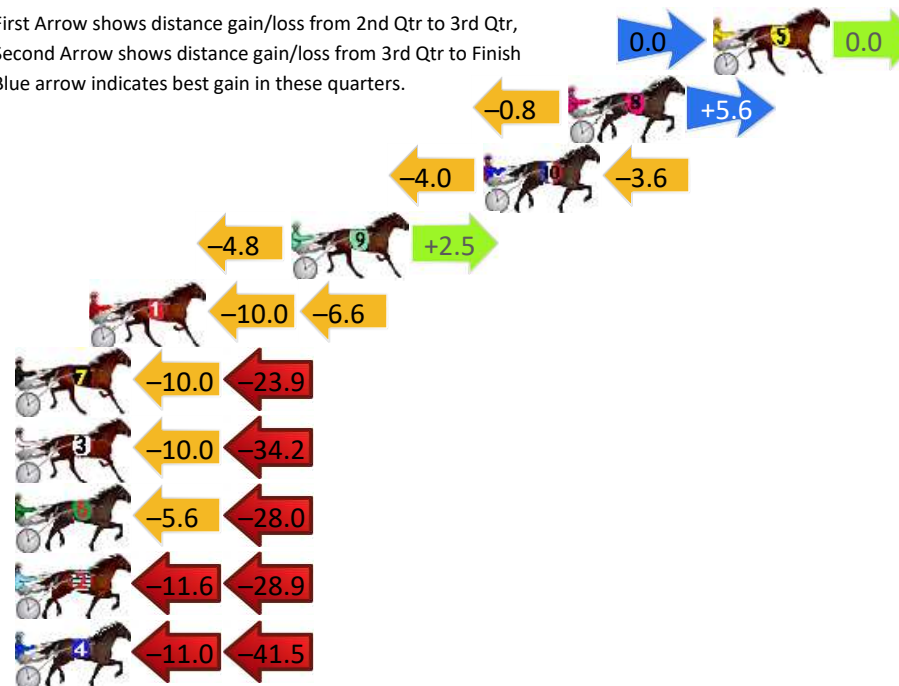 First Arrow shows distance gain/loss from 2nd Qtr to 3rd Qtr,
Second Arrow shows distance gain/loss from 3rd Qtr to Finish
Blue arrow indicates best gain in these quarters.
0.0 5 0.0
−0.8 8 +5.6
−4.0 10 −3.6
−4.8 9 +2.5
1 −10.0 −6.6
7 −10.0 −23.9
3 −10.0 −34.2
6 −5.6 −28.0
2 −11.6 −28.9
4 −11.0 −41.5